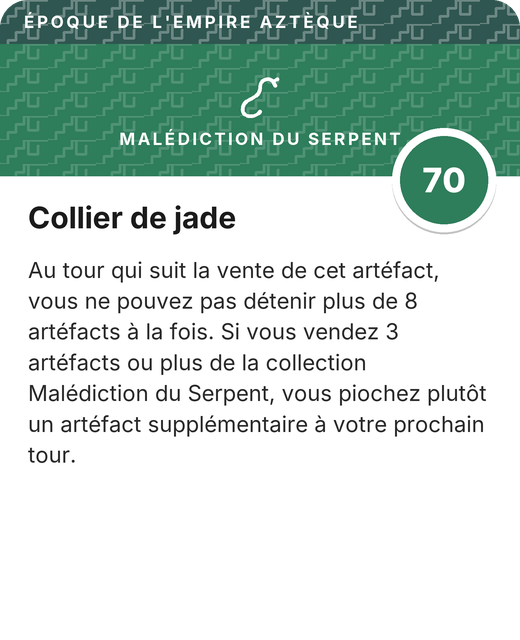 ÉPOQUE DE L'EMPIRE AZTÈQUE
MALÉDICTION DU SERPENT
70
Collier de jade
Au tour qui suit la vente de cet artéfact,
vous ne pouvez pas détenir plus de 8
artéfacts à la fois. Si vous vendez 3
artéfacts ou plus de la collection
Malédiction du Serpent, vous piochez plutôt
un artéfact supplémentaire à votre prochain
tour.